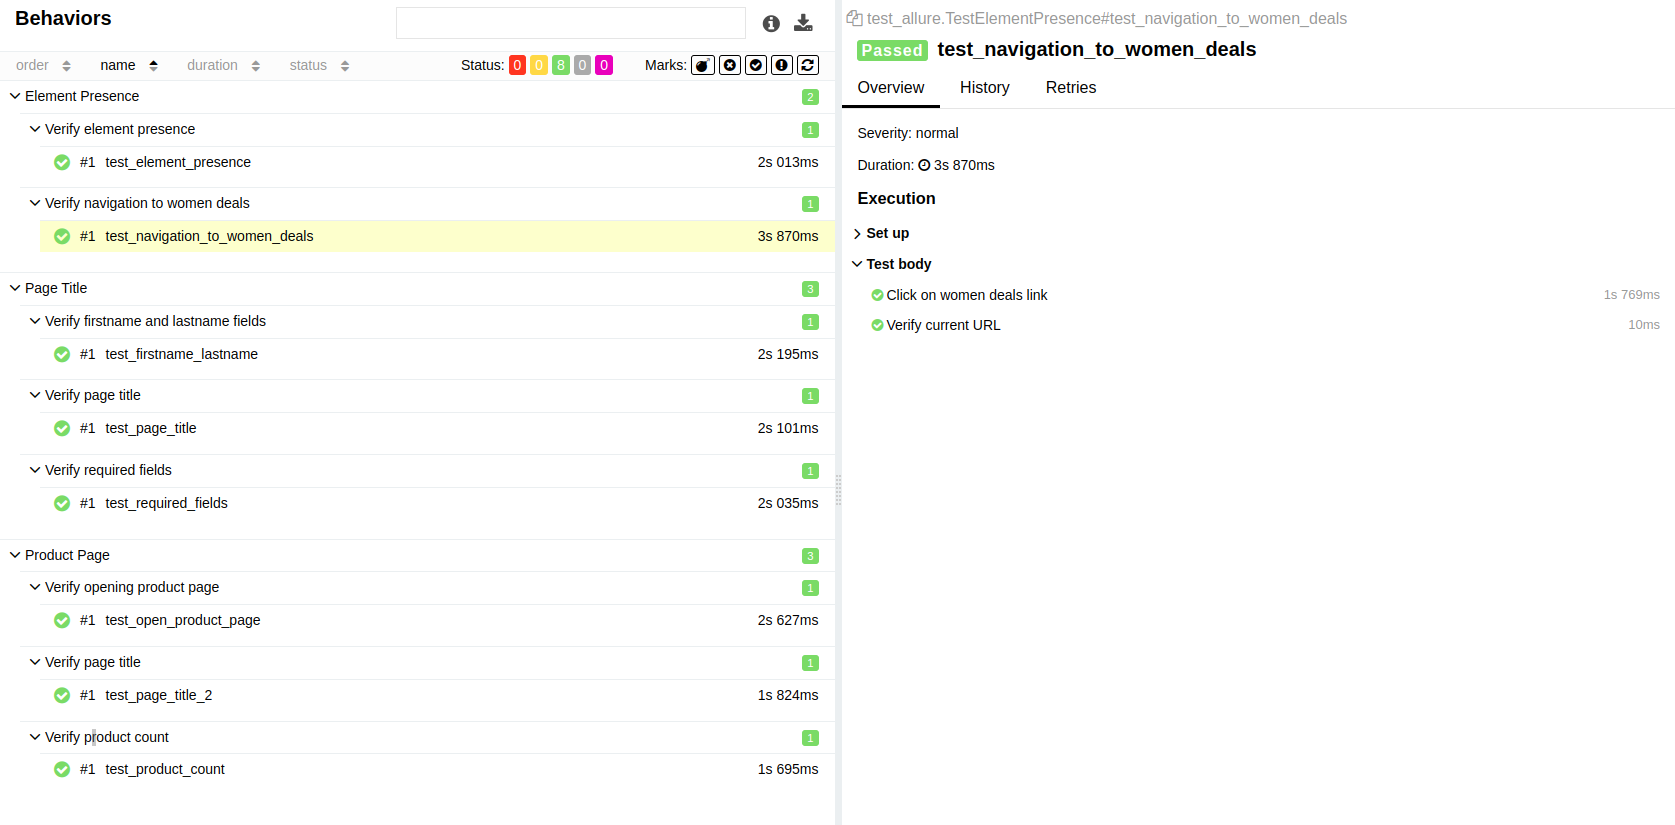 Behaviors
order name duration status Status: 0 0 8 0 0 Marks:
Element Presence 2
Verify element presence 1
#1 test_element_presence 2s 013ms
Verify navigation to women deals 1
#1 test_navigation_to_women_deals 3s 870ms
Page Title 3
Verify firstname and lastname fields 1
#1 test_firstname_lastname 2s 195ms
Verify page title 1
#1 test_page_title 2s 101ms
Verify required fields 1
#1 test_required_fields 2s 035ms
Product Page 3
Verify opening product page 1
#1 test_open_product_page 2s 627ms
Verify page title 1
#1 test_page_title_2 1s 824ms
Verify product count 1
#1 test_product_count 1s 695ms
test_allure.TestElementPresence#test_navigation_to_women_deals
Passed test_navigation_to_women_deals
Overview History Retries
Severity: normal
Duration: 3s 870ms
Execution
Set up
Test body
Click on women deals link 1s 769ms
Verify current URL 10ms